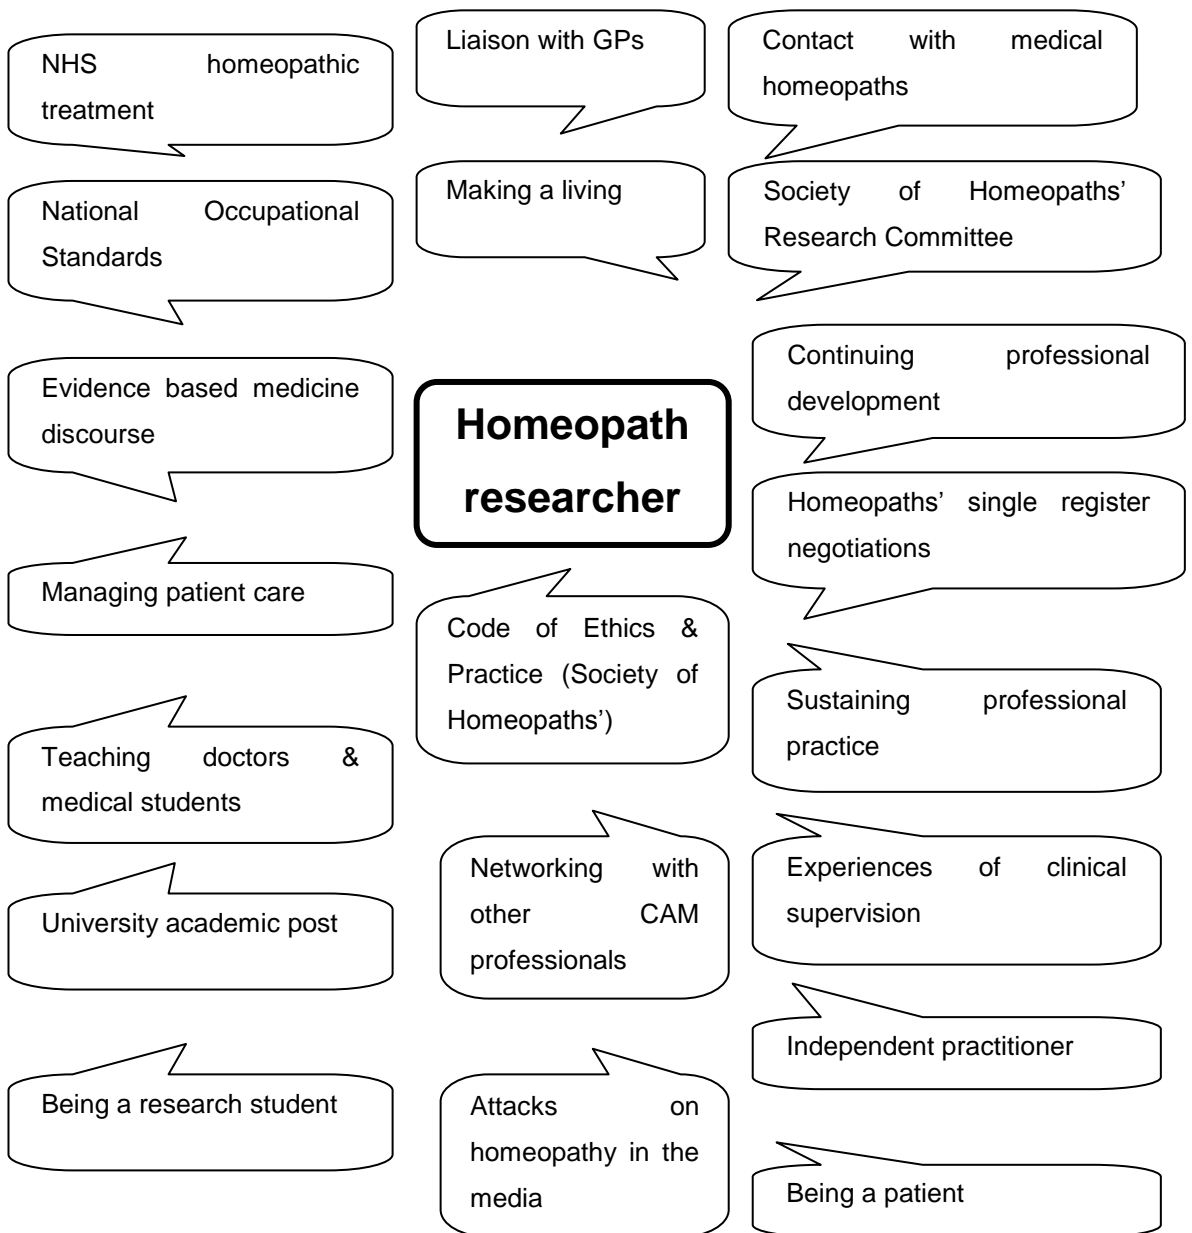 NHS homeopathic
treatment
Liaison with GPs
Contact with medical
homeopaths
National Occupational
Standards
Making a living
Society of Homeopaths’
Research Committee
Evidence based medicine
discourse
Homeopath
researcher
Continuing professional
development
Homeopaths’ single register
negotiations
Managing patient care
Code of Ethics &
Practice (Society of
Homeopaths’)
Sustaining professional
practice
Teaching doctors &
medical students
Networking with
other CAM
professionals
Experiences of clinical
supervision
University academic post
Independent practitioner
Being a research student
Attacks on
homeopathy in the
media
Being a patient